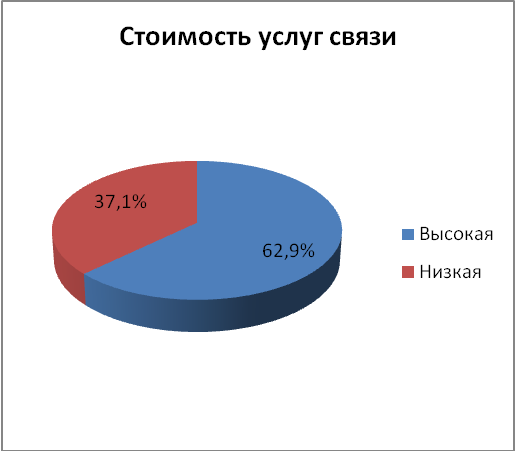 Стоимость услуг связи
37,1%
62,9%
Высокая
Низкая